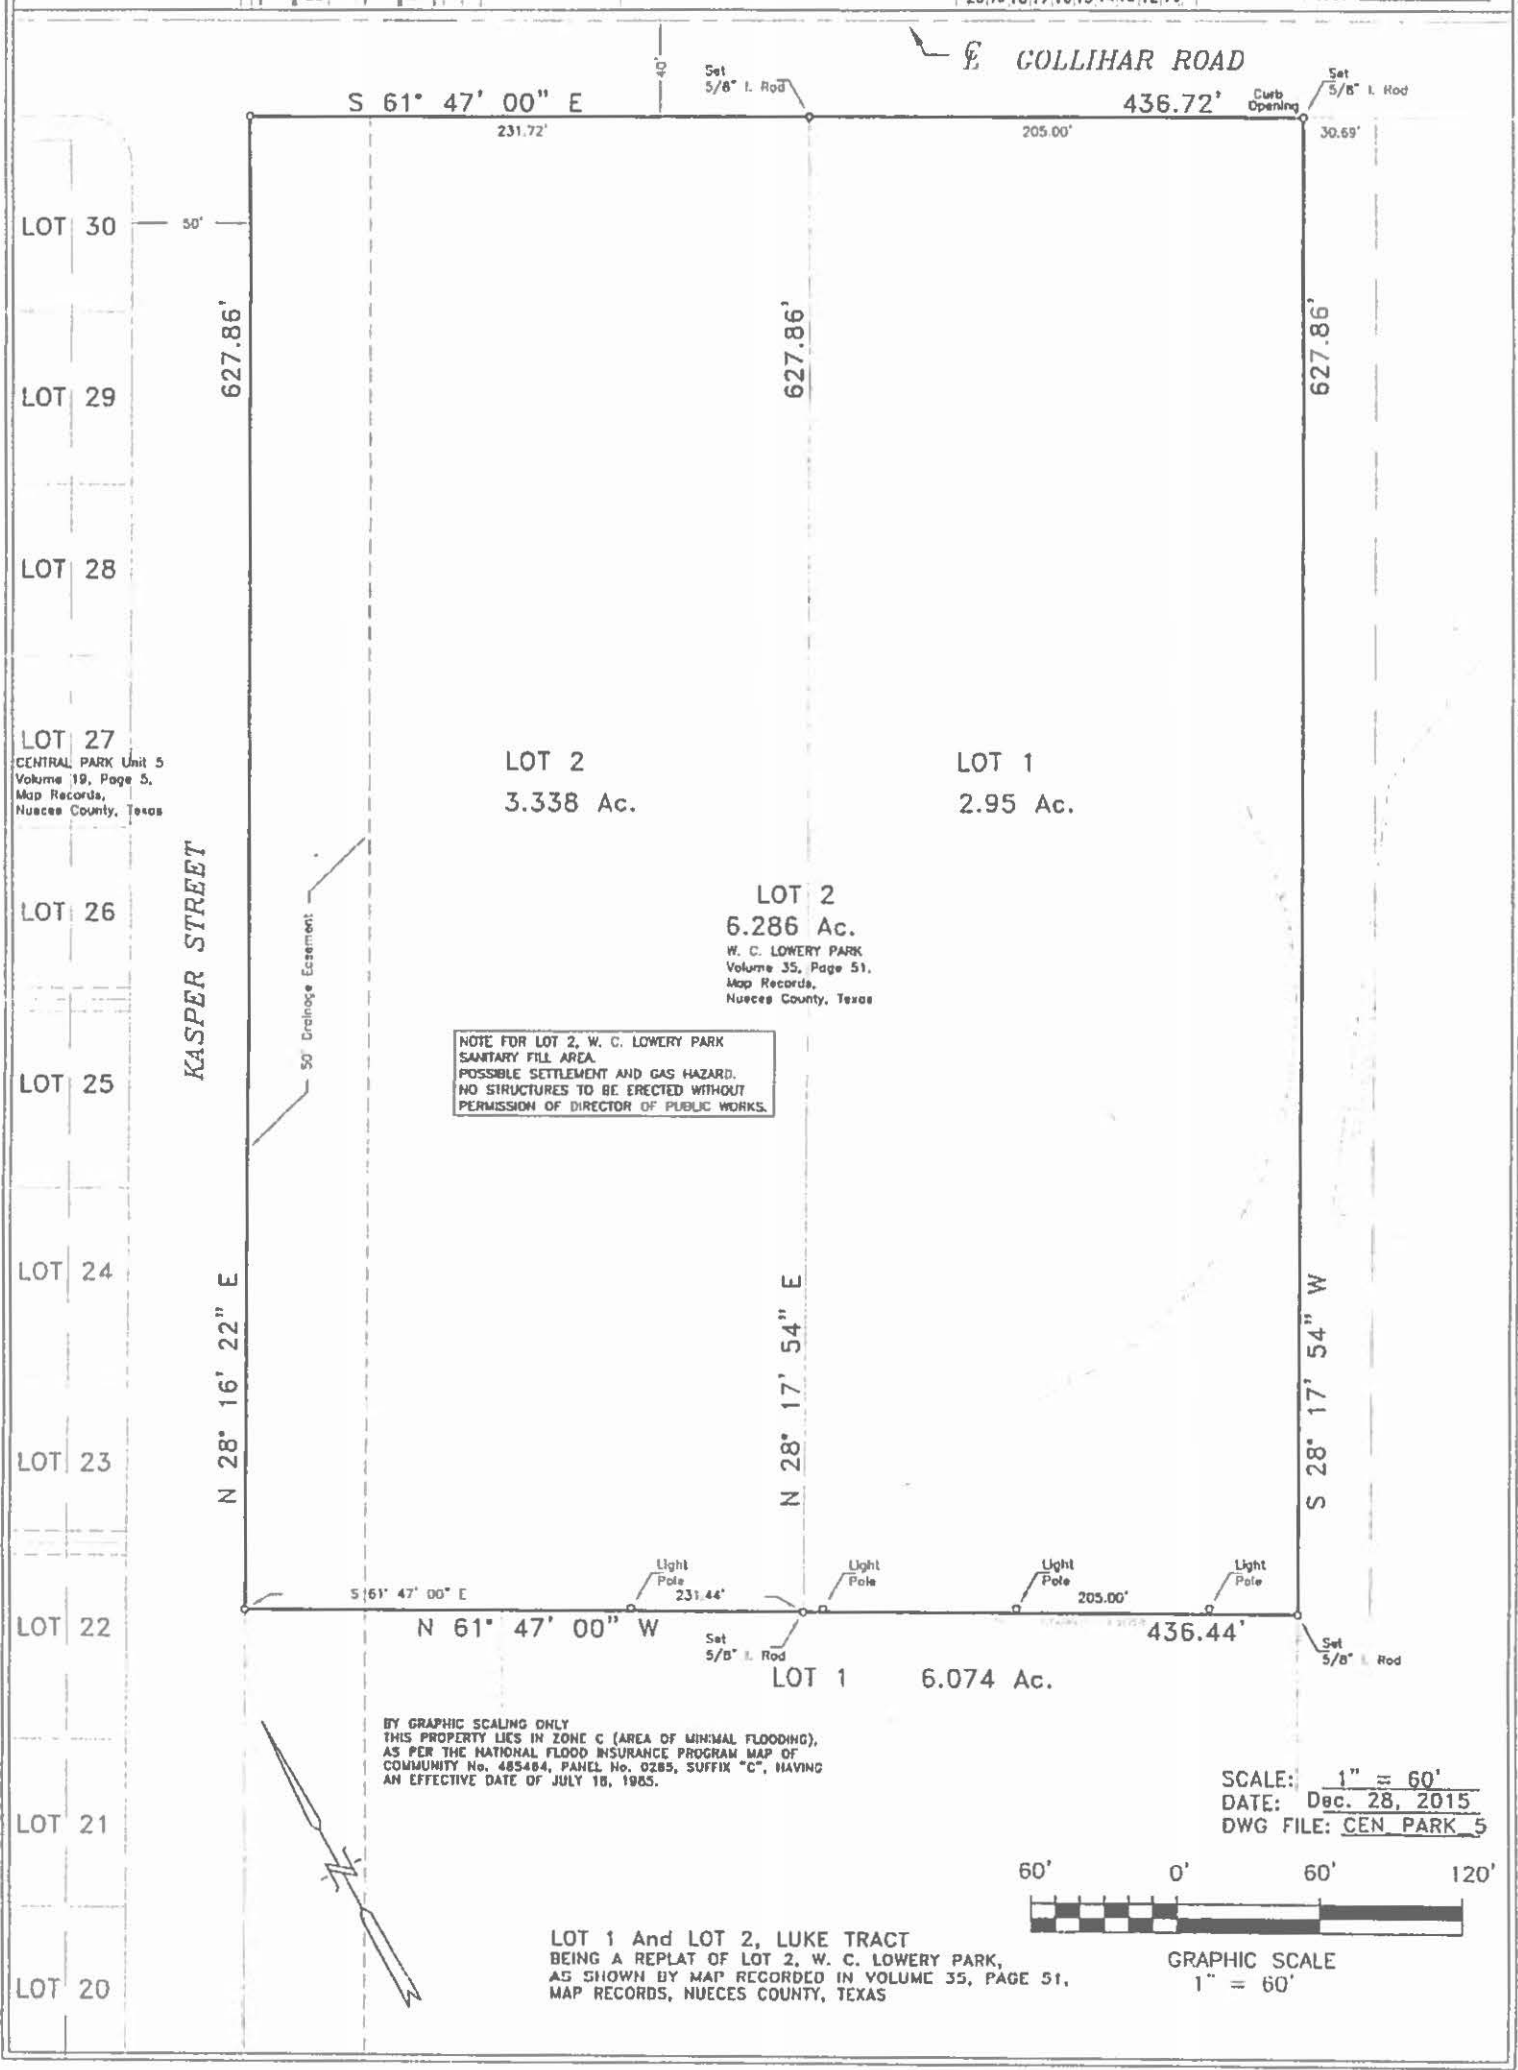 ℄ GOLLIHAR ROAD
40'
Set
5/8" I. Rod
Set
5/8" I. Rod
S 61° 47' 00" E
436.72'
Curb
Opening
231.72'
205.00'
30.69'
LOT 30
50'
627.86'
627.86'
627.86'
LOT 29
LOT 28
LOT 27
CENTRAL PARK Unit 5
Volume 19, Page 5,
Map Records,
Nueces County, Texas
LOT 2
3.338 Ac.
LOT 1
2.95 Ac.
KASPER STREET
LOT 26
50' Drainage Easement
LOT 2
6.286 Ac.
W. C. LOWERY PARK
Volume 35, Page 51,
Map Records,
Nueces County, Texas
NOTE FOR LOT 2, W. C. LOWERY PARK
SANITARY FILL AREA.
POSSIBLE SETTLEMENT AND GAS HAZARD.
NO STRUCTURES TO BE ERECTED WITHOUT
PERMISSION OF DIRECTOR OF PUBLIC WORKS.
LOT 25
LOT 24
N 28° 16' 22" E
N 28° 17' 54" E
S 28° 17' 54" W
LOT 23
Light
Pole
Light
Pole
Light
Pole
Light
Pole
S 61° 47' 00" E
231.44'
205.00'
LOT 22
N 61° 47' 00" W
436.44'
Set
5/8" I. Rod
Set
5/8" I. Rod
LOT 1 6.074 Ac.
BY GRAPHIC SCALING ONLY
THIS PROPERTY LIES IN ZONE C (AREA OF MINIMAL FLOODING),
AS PER THE NATIONAL FLOOD INSURANCE PROGRAM MAP OF
COMMUNITY No. 485464, PANEL No. 0285, SUFFIX "C", HAVING
AN EFFECTIVE DATE OF JULY 18, 1985.
SCALE: 1" = 60'
DATE: Dec. 28, 2015
DWG FILE: CEN_PARK_5
LOT 21
N
60' 0' 60' 120'
GRAPHIC SCALE
1" = 60'
LOT 1 And LOT 2, LUKE TRACT
BEING A REPLAT OF LOT 2, W. C. LOWERY PARK,
AS SHOWN BY MAP RECORDED IN VOLUME 35, PAGE 51,
MAP RECORDS, NUECES COUNTY, TEXAS
LOT 20